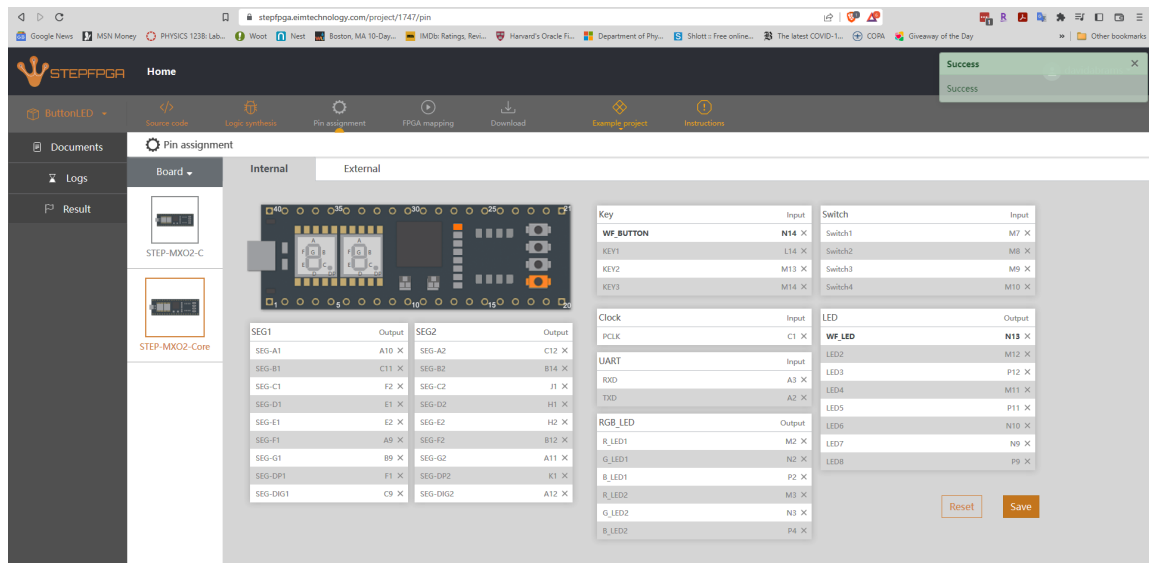 stepfpga.eimtechnology.com/project/1747/pin
Google News MSN Money PHYSICS 123B: Lab... Woot Nest Boston, MA 10-Day... IMDb: Ratings, Revi... Harvard's Oracle Fi... Department of Phy... Shlott :: Free online... The latest COVID-1... COPA Giveaway of the Day » Other bookmarks
STEPFPGA Home
Success
Success
ButtonLED
</> Source code Logic synthesis Pin assignment FPGA mapping Download Example project Instructions
Documents
Logs
Result
Pin assignment
Board
Internal External
STEP-MXO2-C
STEP-MXO2-Core
40 35 30 25 21
A A
F G B F G B
E C E C
D D
1 5 10 15 20
SEG1 Output
SEG-A1 A10 ×
SEG-B1 C11 ×
SEG-C1 F2 ×
SEG-D1 E1 ×
SEG-E1 E2 ×
SEG-F1 A9 ×
SEG-G1 B9 ×
SEG-DP1 F1 ×
SEG-DIG1 C9 ×
SEG2 Output
SEG-A2 C12 ×
SEG-B2 B14 ×
SEG-C2 J1 ×
SEG-D2 H1 ×
SEG-E2 H2 ×
SEG-F2 B12 ×
SEG-G2 A11 ×
SEG-DP2 K1 ×
SEG-DIG2 A12 ×
Key Input
WF_BUTTON N14 ×
KEY1 L14 ×
KEY2 M13 ×
KEY3 M14 ×
Clock Input
PCLK C1 ×
UART Input
RXD A3 ×
TXD A2 ×
RGB_LED Output
R_LED1 M2 ×
G_LED1 N2 ×
B_LED1 P2 ×
R_LED2 M3 ×
G_LED2 N3 ×
B_LED2 P4 ×
Switch Input
Switch1 M7 ×
Switch2 M8 ×
Switch3 M9 ×
Switch4 M10 ×
LED Output
WF_LED N13 ×
LED2 M12 ×
LED3 P12 ×
LED4 M11 ×
LED5 P11 ×
LED6 N10 ×
LED7 N9 ×
LED8 P9 ×
Reset Save